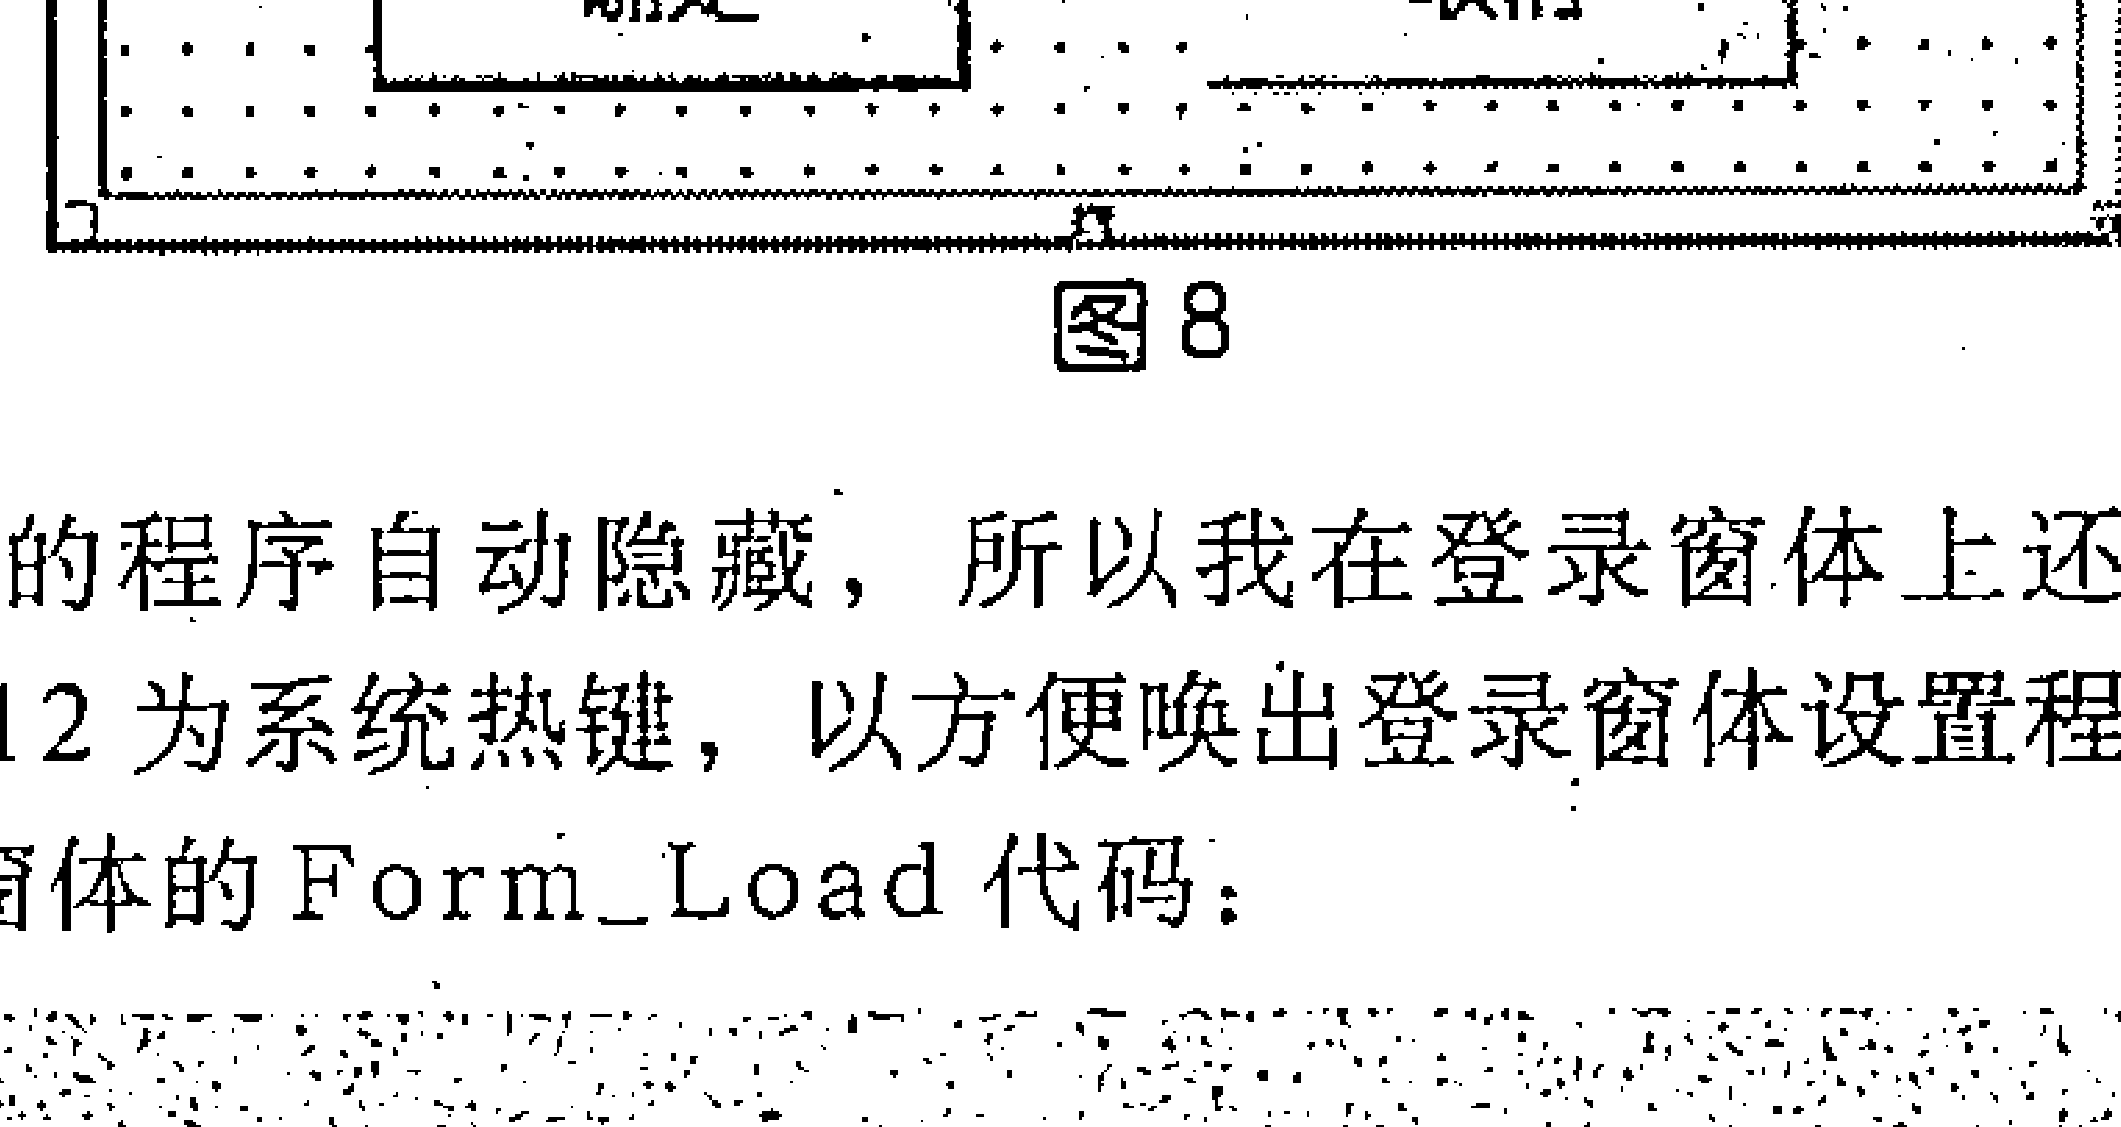 图 8
的程序自动隐藏，所以我在登录窗体上还
12 为系统热键，以方便唤出登录窗体设置程
窗体的 Form_Load 代码：